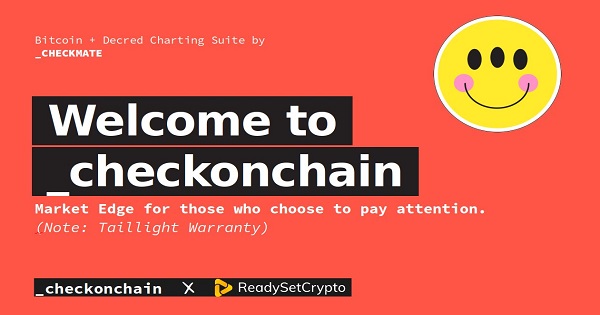 Bitcoin + Decred Charting Suite by
_CHECKMATE
Welcome to
_checkonchain
Market Edge for those who choose to pay attention.
(Note: Taillight Warranty)
_checkonchain X ReadySetCrypto